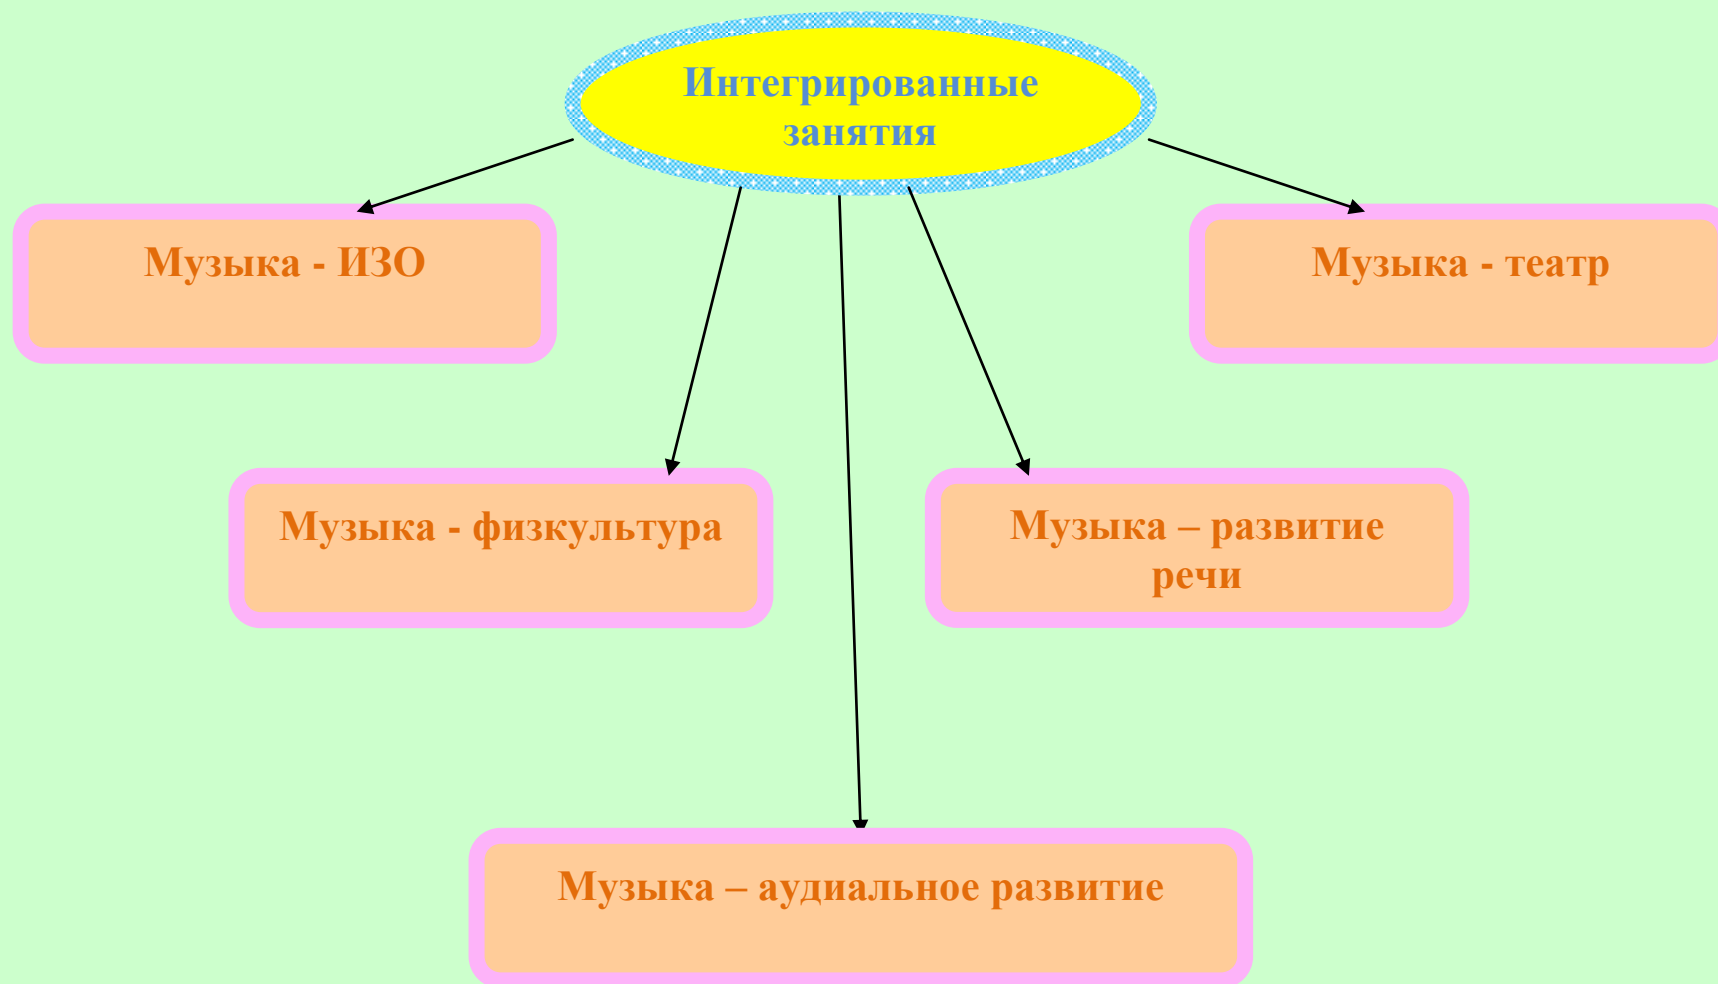 Интегрированные
занятия
Музыка - ИЗО
Музыка - театр
Музыка - физкультура
Музыка – развитие
речи
Музыка – аудиальное развитие